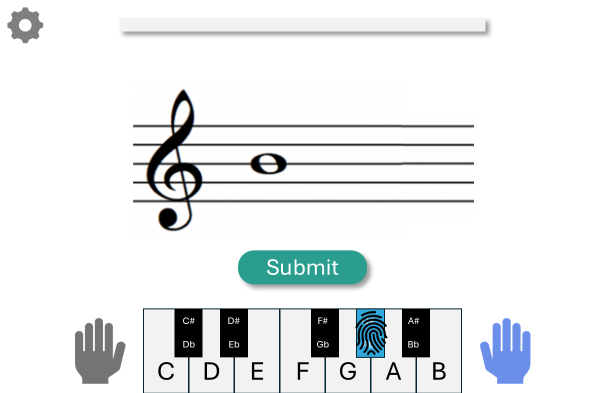 Submit
C# D# F# A#
Db Eb Gb Bb
C D E F G A B